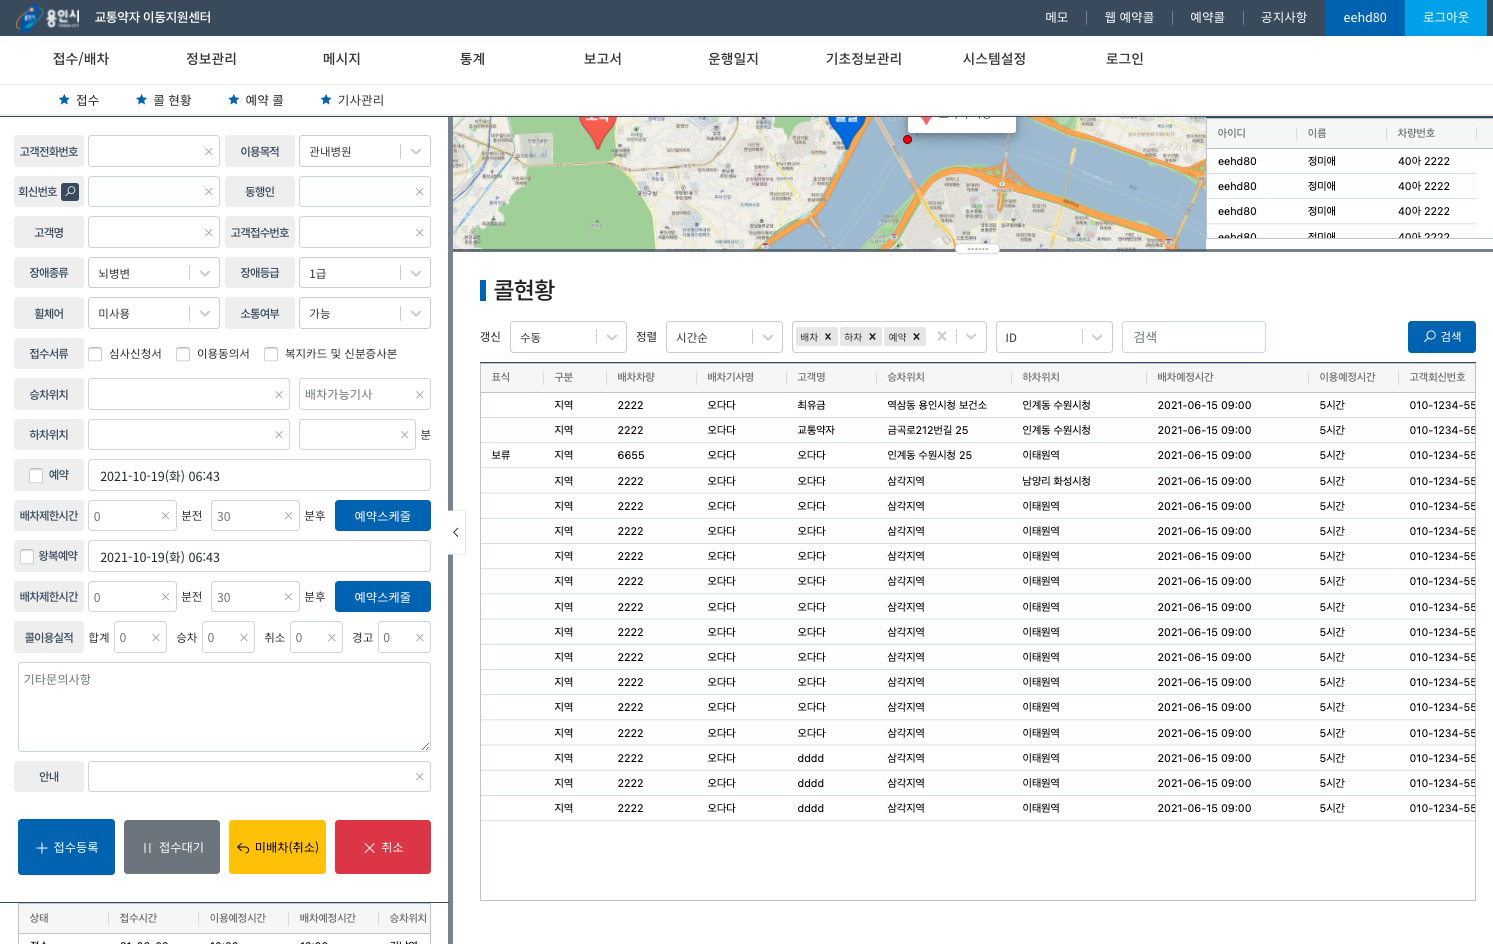 용인시 교통약자 이동지원센터 메모 웹 예약콜 예약콜 공지사항 eehd80 로그아웃
접수/배차 정보관리 메시지 통계 보고서 운행일지 기초정보관리 시스템설정 로그인
접수 콜 현황 예약 콜 기사관리
고객전화번호 이용목적 관내병원
회신번호 동행인
고객명 고객접수번호
장애종류 뇌병변 장애등급 1급
휠체어 미사용 소통여부 가능
접수서류 심사신청서 이용동의서 복지카드 및 신분증사본
승차위치 배차가능기사
하차위치 분
예약 2021-10-19(화) 06:43
배차제한시간 0 분전 30 분후 예약스케줄
왕복예약 2021-10-19(화) 06:43
배차제한시간 0 분전 30 분후 예약스케줄
콜이용실적 합계 0 승차 0 취소 0 경고 0
기타문의사항
안내
접수등록 접수대기 미배차(취소) 취소
상태 접수시간 이용예정시간 배차예정시간 승차위치
아이디 이름 차량번호
eehd80 정미애 40아 2222
eehd80 정미애 40아 2222
eehd80 정미애 40아 2222
eehd80 정미애 40아 2222
콜현황
갱신 수동 정렬 시간순 배차 하차 예약 ID 검색 검색
표식 구분 배차차량 배차기사명 고객명 승차위치 하차위치 배차예정시간 이용예정시간 고객회신번호
지역 2222 오다다 최유금 역삼동 용인시청 보건소 인계동 수원시청 2021-06-15 09:00 5시간 010-1234-55
지역 2222 오다다 교통약자 금곡로212번길 25 인계동 수원시청 2021-06-15 09:00 5시간 010-1234-55
보류 지역 6655 오다다 오다다 인계동 수원시청 25 이태원역 2021-06-15 09:00 5시간 010-1234-55
지역 2222 오다다 오다다 삼각지역 남양리 화성시청 2021-06-15 09:00 5시간 010-1234-55
지역 2222 오다다 오다다 삼각지역 이태원역 2021-06-15 09:00 5시간 010-1234-55
지역 2222 오다다 오다다 삼각지역 이태원역 2021-06-15 09:00 5시간 010-1234-55
지역 2222 오다다 오다다 삼각지역 이태원역 2021-06-15 09:00 5시간 010-1234-55
지역 2222 오다다 오다다 삼각지역 이태원역 2021-06-15 09:00 5시간 010-1234-55
지역 2222 오다다 오다다 삼각지역 이태원역 2021-06-15 09:00 5시간 010-1234-55
지역 2222 오다다 오다다 삼각지역 이태원역 2021-06-15 09:00 5시간 010-1234-55
지역 2222 오다다 오다다 삼각지역 이태원역 2021-06-15 09:00 5시간 010-1234-55
지역 2222 오다다 오다다 삼각지역 이태원역 2021-06-15 09:00 5시간 010-1234-55
지역 2222 오다다 오다다 삼각지역 이태원역 2021-06-15 09:00 5시간 010-1234-55
지역 2222 오다다 오다다 삼각지역 이태원역 2021-06-15 09:00 5시간 010-1234-55
지역 2222 오다다 dddd 삼각지역 이태원역 2021-06-15 09:00 5시간 010-1234-55
지역 2222 오다다 dddd 삼각지역 이태원역 2021-06-15 09:00 5시간 010-1234-55
지역 2222 오다다 dddd 삼각지역 이태원역 2021-06-15 09:00 5시간 010-1234-55